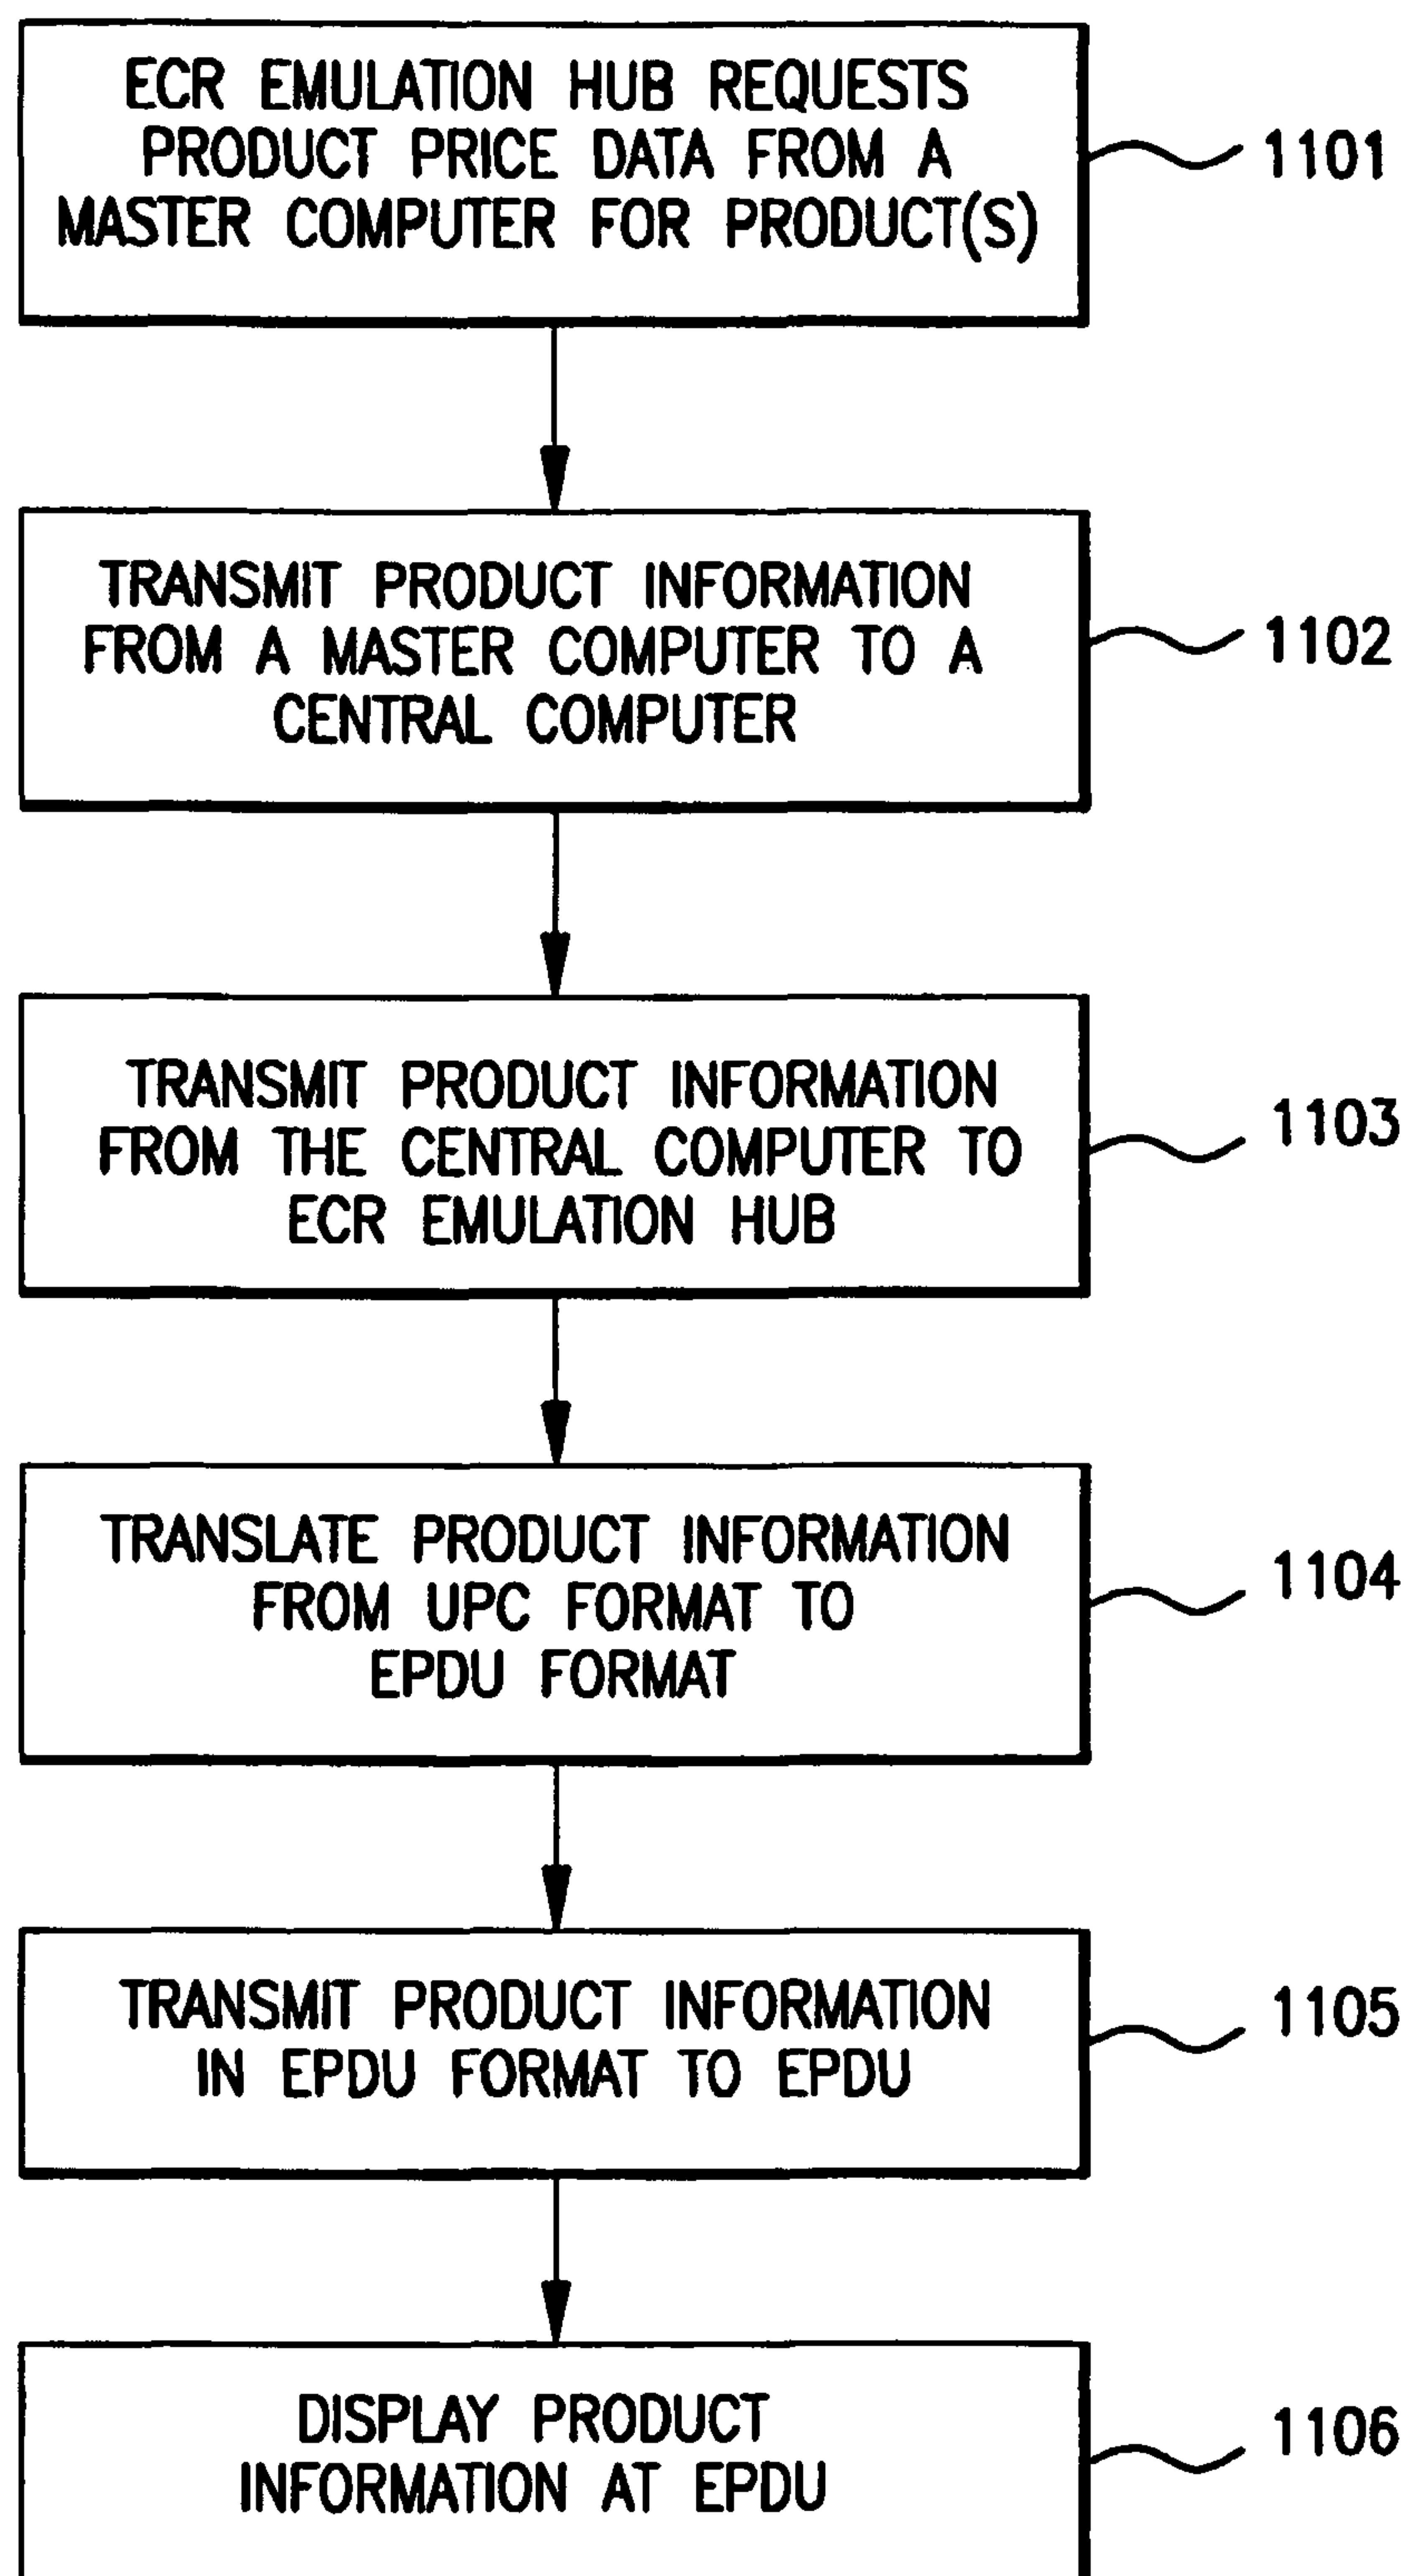 ECR EMULATION HUB REQUESTS
PRODUCT PRICE DATA FROM A
MASTER COMPUTER FOR PRODUCT(S)
1101
TRANSMIT PRODUCT INFORMATION
FROM A MASTER COMPUTER TO A
CENTRAL COMPUTER
1102
TRANSMIT PRODUCT INFORMATION
FROM THE CENTRAL COMPUTER TO
ECR EMULATION HUB
1103
TRANSLATE PRODUCT INFORMATION
FROM UPC FORMAT TO
EPDU FORMAT
1104
TRANSMIT PRODUCT INFORMATION
IN EPDU FORMAT TO EPDU
1105
DISPLAY PRODUCT
INFORMATION AT EPDU
1106